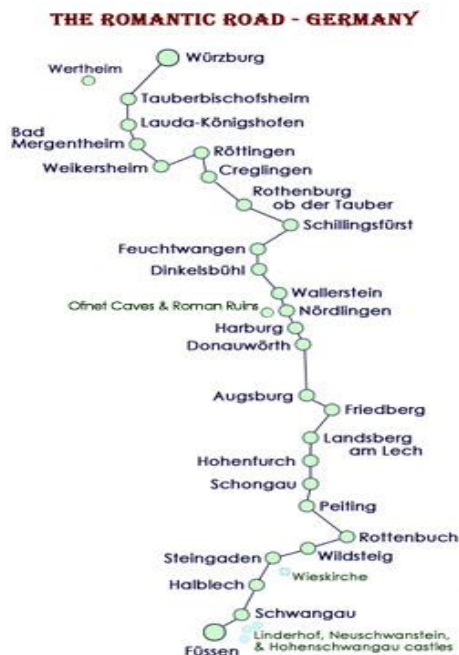 THE ROMANTIC ROAD - GERMANY
Würzburg
Wertheim
Tauberbischofsheim
Lauda-Königshofen
Bad
Mergentheim
Röttingen
Weikersheim
Creglingen
Rothenburg
ob der Tauber
Schillingsfürst
Feuchtwangen
Dinkelsbühl
Wallerstein
Ofnet Caves & Roman Ruins
Nördlingen
Harburg
Donauwörth
Augsburg
Friedberg
Landsberg
am Lech
Hohenfurch
Schongau
Peiting
Rottenbuch
Wildsteig
Steingaden
Wieskirche
Halblech
Schwangau
Füssen
Linderhof, Neuschwanstein,
& Hohenschwangau castles